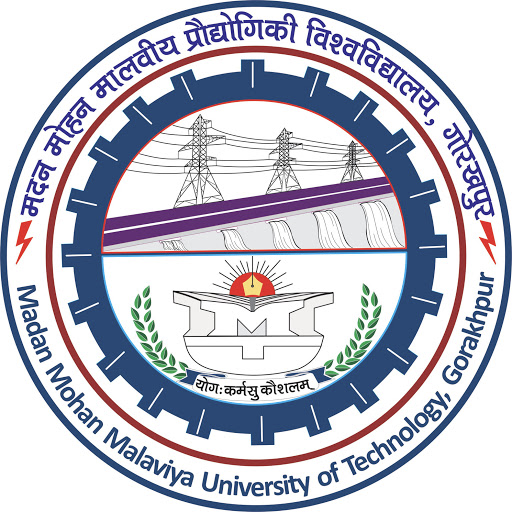 मदन मोहन मालवीय प्रौद्योगिकी विश्वविद्यालय, गोरखपुर
योग: कर्मसु कौशलम्
Madan Mohan Malaviya University of Technology, Gorakhpur